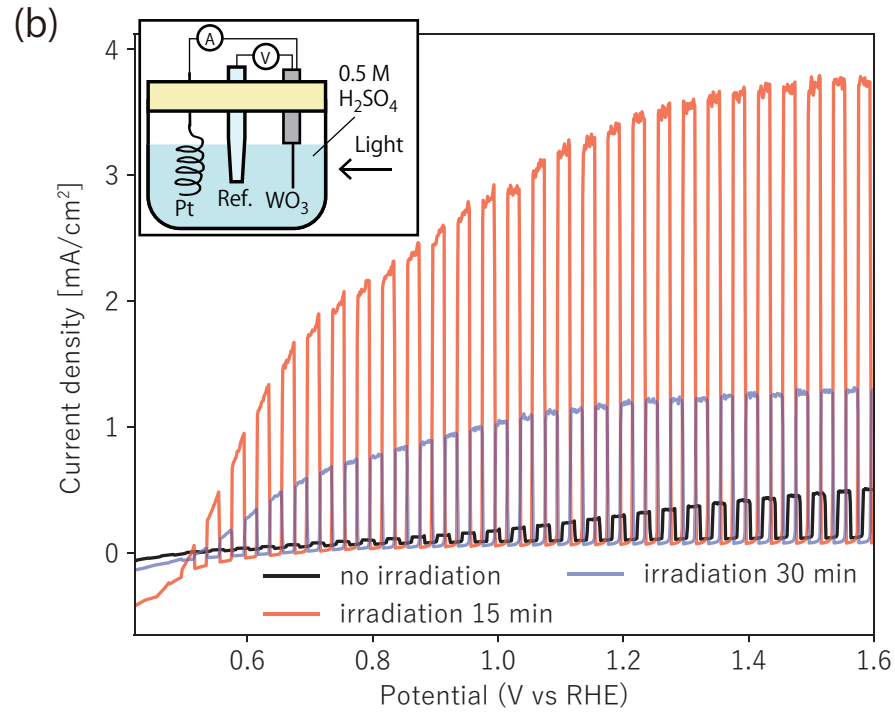 (b)
A
V
0.5 M
H₂SO₄
Light
Pt
Ref.
WO₃
Current density [mA/cm²]
4
3
2
1
0
no irradiation
irradiation 30 min
irradiation 15 min
0.6
0.8
1.0
1.2
1.4
1.6
Potential (V vs RHE)